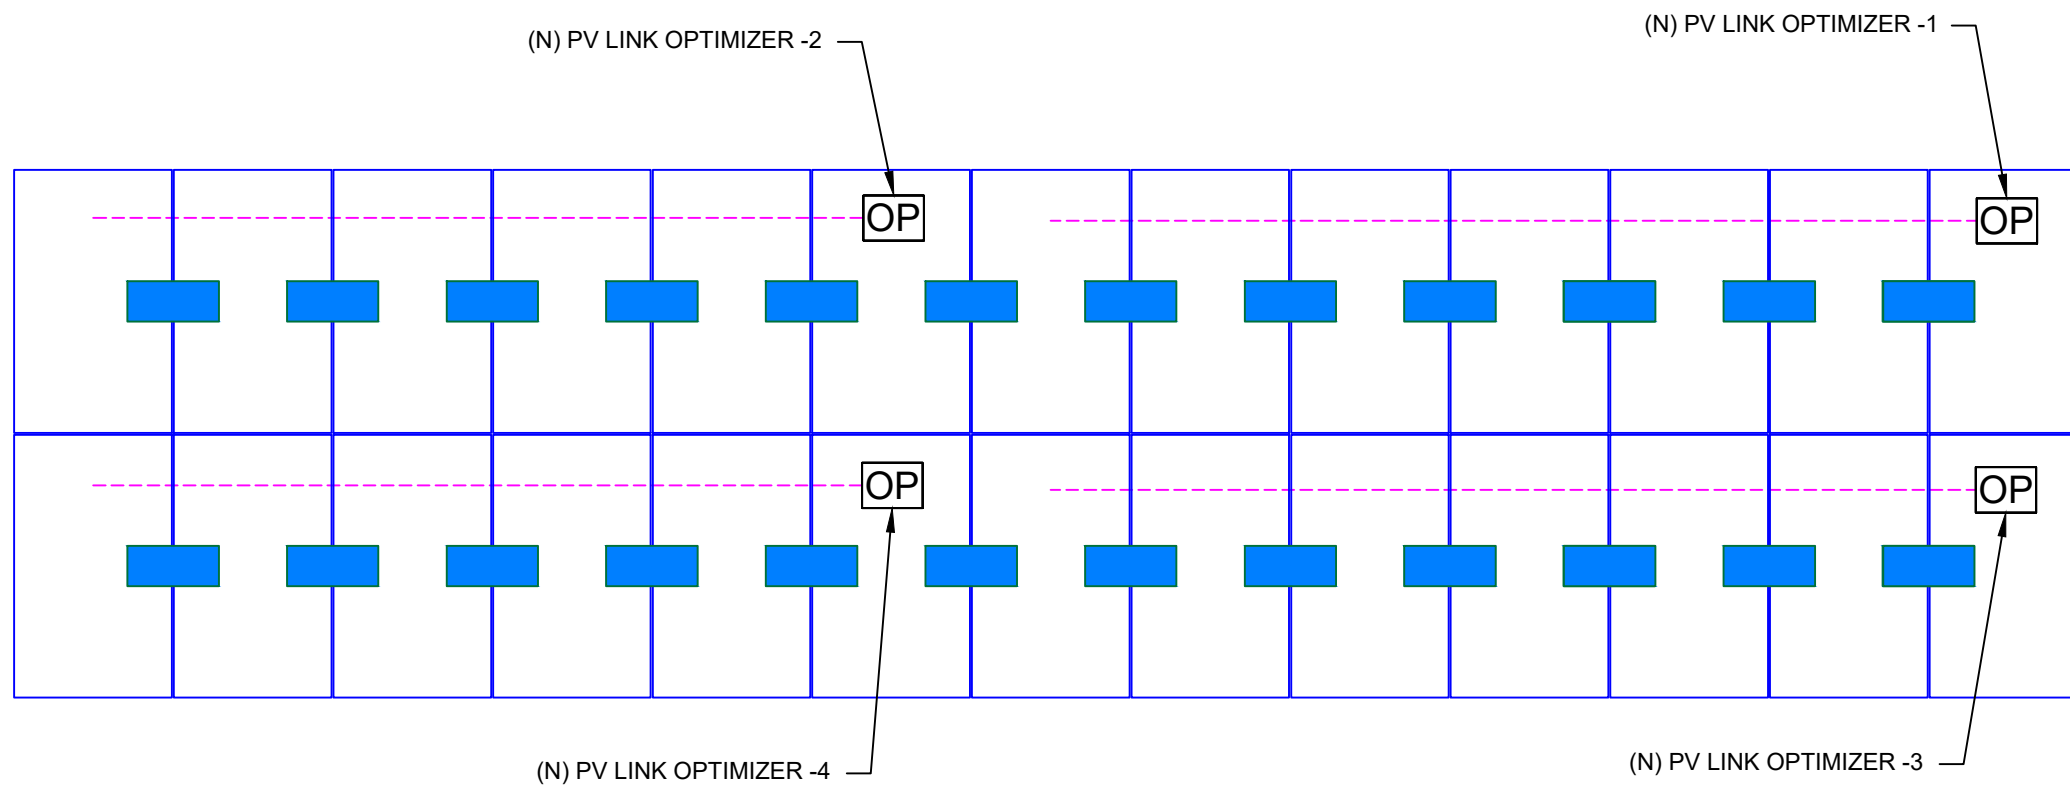 (N) PV LINK OPTIMIZER -1
(N) PV LINK OPTIMIZER -2
OP
OP
OP
OP
(N) PV LINK OPTIMIZER -3
(N) PV LINK OPTIMIZER -4